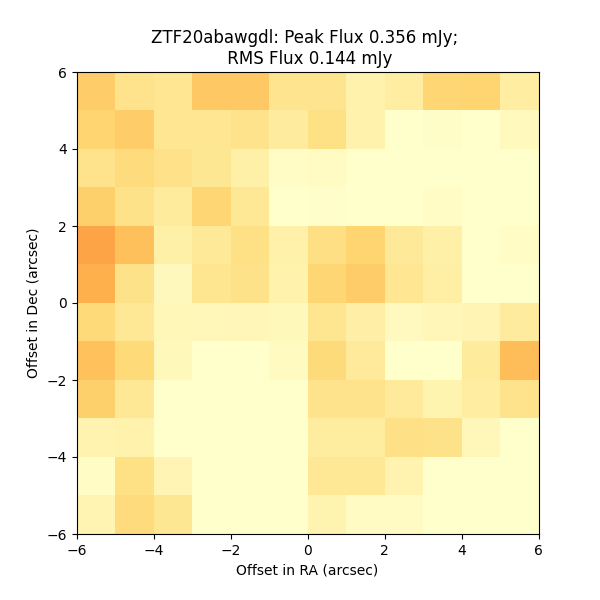 ZTF20abawgdl: Peak Flux 0.356 mJy;
RMS Flux 0.144 mJy
6
4
2
0
−2
−4
−6
Offset in Dec (arcsec)
−6 −4 −2 0 2 4 6
Offset in RA (arcsec)